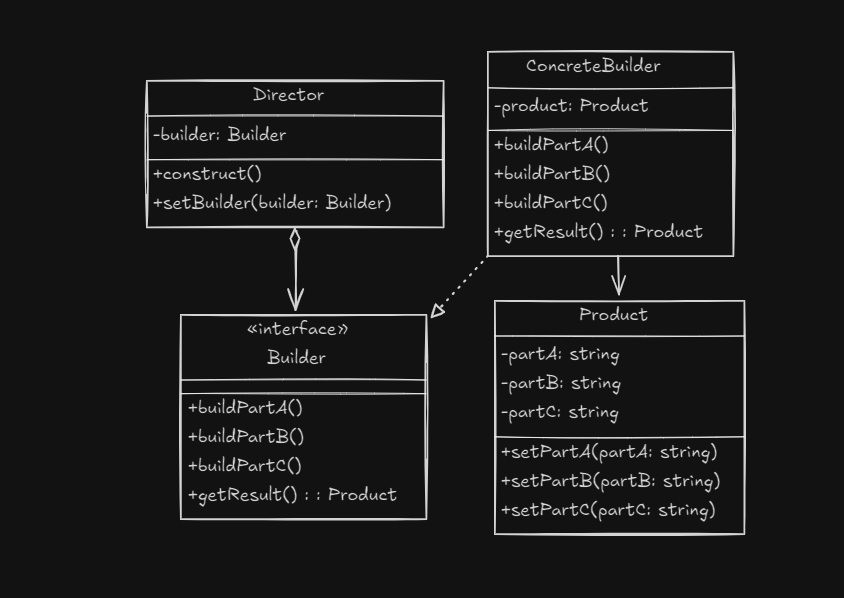 Director
-builder: Builder
+construct()
+setBuilder(builder: Builder)
ConcreteBuilder
-product: Product
+buildPartA()
+buildPartB()
+buildPartC()
+getResult() : : Product
«interface»
Builder
+buildPartA()
+buildPartB()
+buildPartC()
+getResult() : : Product
Product
-partA: string
-partB: string
-partC: string
+setPartA(partA: string)
+setPartB(partB: string)
+setPartC(partC: string)